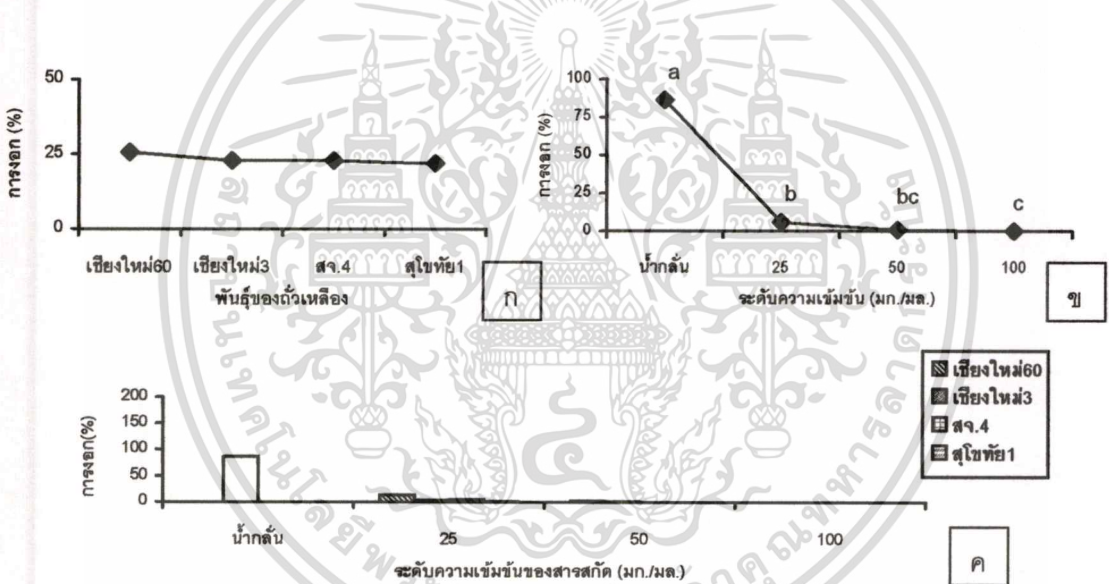 50
25
0
การงอก (%)
เชียงใหม่60 เชียงใหม่3 สจ.4 สุโขทัย1
พันธุ์ของถั่วเหลือง
ก
100
75
50
25
0
การงอก (%)
a
b
bc
c
น้ำกลั่น 25 50 100
ระดับความเข้มข้น (มก./มล.)
ข
200
150
100
50
0
การงอก(%)
น้ำกลั่น 25 50 100
ระดับความเข้มข้นของสารสกัด (มก./มล.)
เชียงใหม่60
เชียงใหม่3
สจ.4
สุโขทัย1
ค